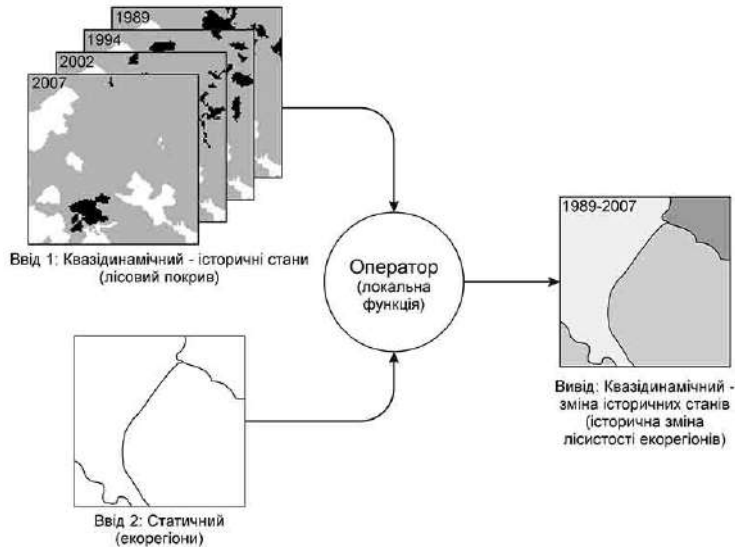 1989
1994
2002
2007
Ввід 1: Квазідинамічний - історичні стани
(лісовий покрив)
Оператор
(локальна
функція)
1989-2007
Вивід: Квазідинамічний -
зміна історичних станів
(історична зміна
лісистості екорегіонів)
Ввід 2: Статичний
(екорегіони)